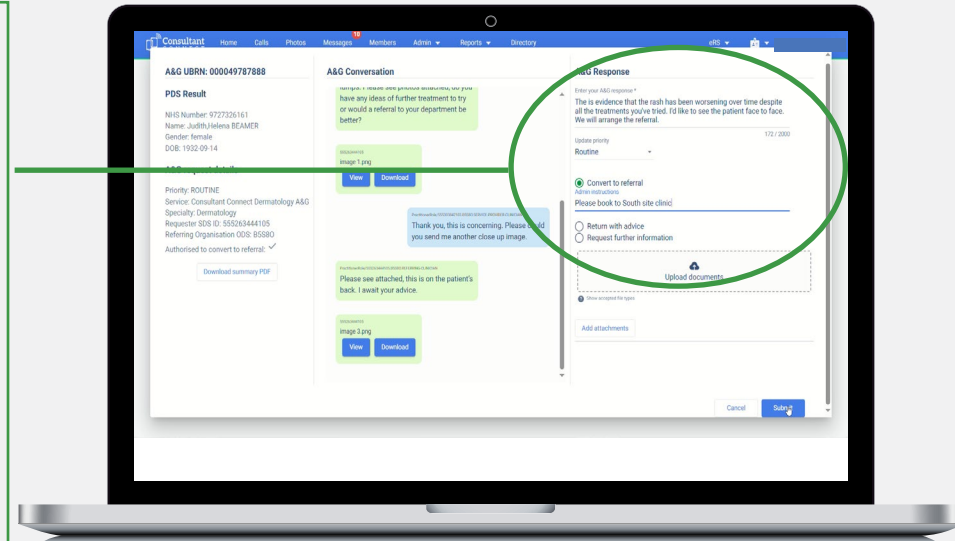 Consultant
Home
Calls
Photos
Messages
10
Members
Admin
Reports
Directory
eRS
A&G UBRN: 000049787888
PDS Result
NHS Number: 9727326161
Name: Judith,Helena BEAMER
Gender: female
DOB: 1932-09-14
Priority: ROUTINE
Service: Consultant Connect Dermatology A&G
Specialty: Dermatology
Requester SDS ID: 555263444105
Referring Organisation ODS: B5S8O
Authorised to convert to referral:
Download summary PDF
A&G Conversation
have any ideas of further treatment to try
or would a referral to your department be
better?
image 1.png
View
Download
Thank you, this is concerning. Please could
you send me another close up image.
Please see attached, this is on the patient's
back. I await your advice.
image 3.png
View
Download
A&G Response
Enter your A&G response *
The is evidence that the rash has been worsening over time despite
all the treatments you've tried. I'd like to see the patient face to face.
We will arrange the referral.
172 / 2000
Update priority
Routine
Convert to referral
Admin instructions
Please book to South site clinic
Return with advice
Request further information
Upload documents
Show accepted file types
Add attachments
Cancel
Submit